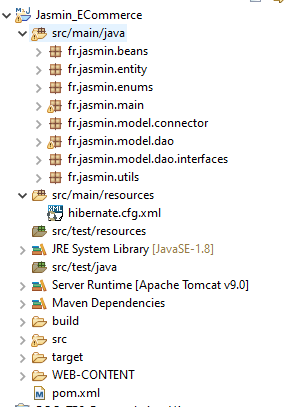 Jasmin_ECommerce
src/main/java
fr.jasmin.beans
fr.jasmin.entity
fr.jasmin.enums
fr.jasmin.main
fr.jasmin.model.connector
fr.jasmin.model.dao
fr.jasmin.model.dao.interfaces
fr.jasmin.utils
src/main/resources
hibernate.cfg.xml
src/test/resources
JRE System Library [JavaSE-1.8]
src/test/java
Server Runtime [Apache Tomcat v9.0]
Maven Dependencies
build
src
target
WEB-CONTENT
pom.xml